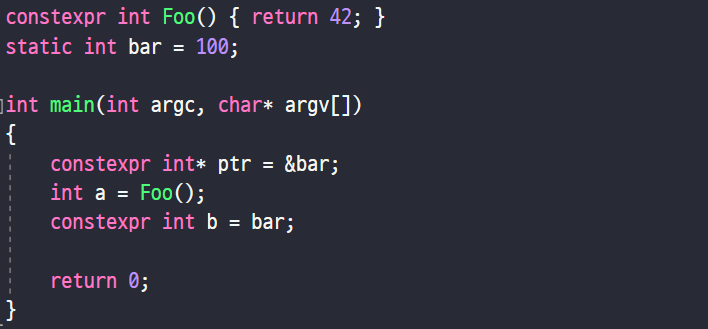 constexpr int Foo() { return 42; }
static int bar = 100;
int main(int argc, char* argv[])
{
constexpr int* ptr = &bar;
int a = Foo();
constexpr int b = bar;
return 0;
}